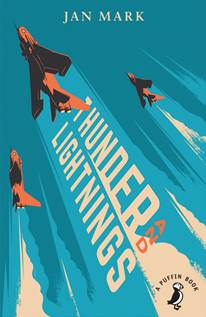 JAN MARK
THUNDER
AND
LIGHTNINGS
A PUFFIN BOOK